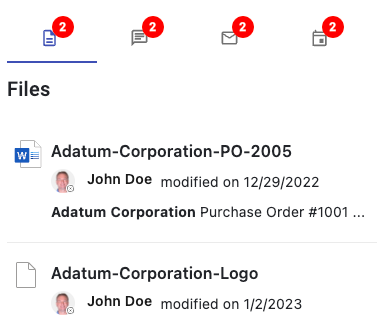 2 2 2 2
Files
Adatum-Corporation-PO-2005
John Doe modified on 12/29/2022
Adatum Corporation Purchase Order #1001 ...
Adatum-Corporation-Logo
John Doe modified on 1/2/2023